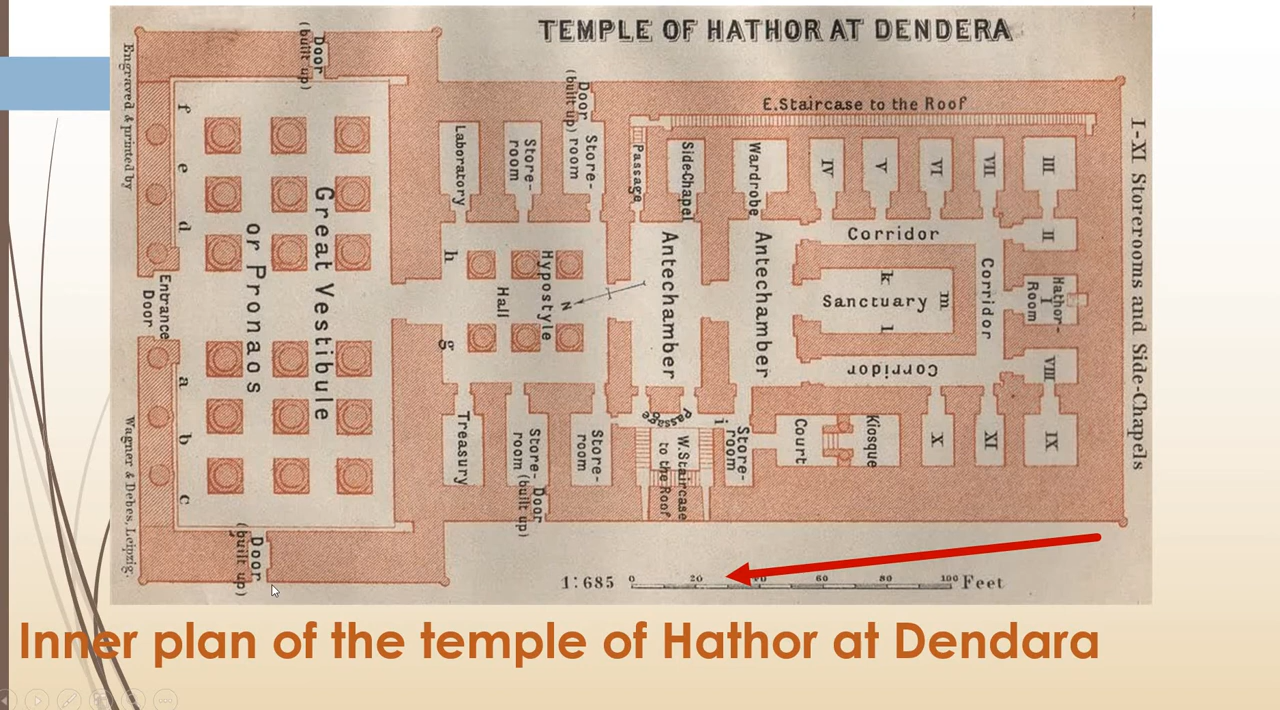 TEMPLE OF HATHOR AT DENDERA
Engraved & printed by
Wagner & Debes, Leipzig.
Door
(built up)
Door
(built up)
E.Staircase to the Roof
I-XI Storerooms and Side-Chapels
f
e
d
Entrance
Door
a
b
c
Great Vestibule
or Pronaos
Laboratory
Store-
room
Store-
room
Passage
Side-Chapel
Wardrobe
IV
V
VI
VII
III
II
h
Hypostyle
Hall
g
N
Antechamber
Antechamber
Corridor
k
Sanctuary
m
l
Corridor
Corridor
Hathor-
I
Room
VIII
Treasury
Store-
room
Door
(built up)
Store-
room
Passage
W.Staircase
to the Roof
i
Store-
room
Court
Kiosque
X
XI
IX
Door
(built up)
1:685
0 20 40 60 80 100 Feet
Inner plan of the temple of Hathor at Dendara